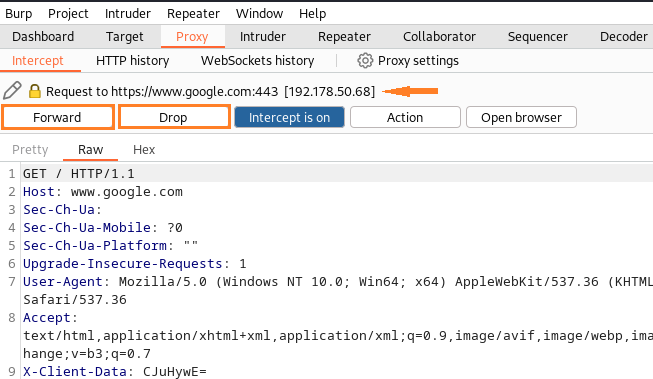 Burp Project Intruder Repeater Window Help
Dashboard Target Proxy Intruder Repeater Collaborator Sequencer Decoder
Intercept HTTP history WebSockets history Proxy settings
Request to https://www.google.com:443 [192.178.50.68]
Forward Drop Intercept is on Action Open browser
Pretty Raw Hex
1 GET / HTTP/1.1
2 Host: www.google.com
3 Sec-Ch-Ua:
4 Sec-Ch-Ua-Mobile: ?0
5 Sec-Ch-Ua-Platform: ""
6 Upgrade-Insecure-Requests: 1
7 User-Agent: Mozilla/5.0 (Windows NT 10.0; Win64; x64) AppleWebKit/537.36 (KHTML
Safari/537.36
8 Accept:
text/html,application/xhtml+xml,application/xml;q=0.9,image/avif,image/webp,ima
hange;v=b3;q=0.7
9 X-Client-Data: CJuHywE=